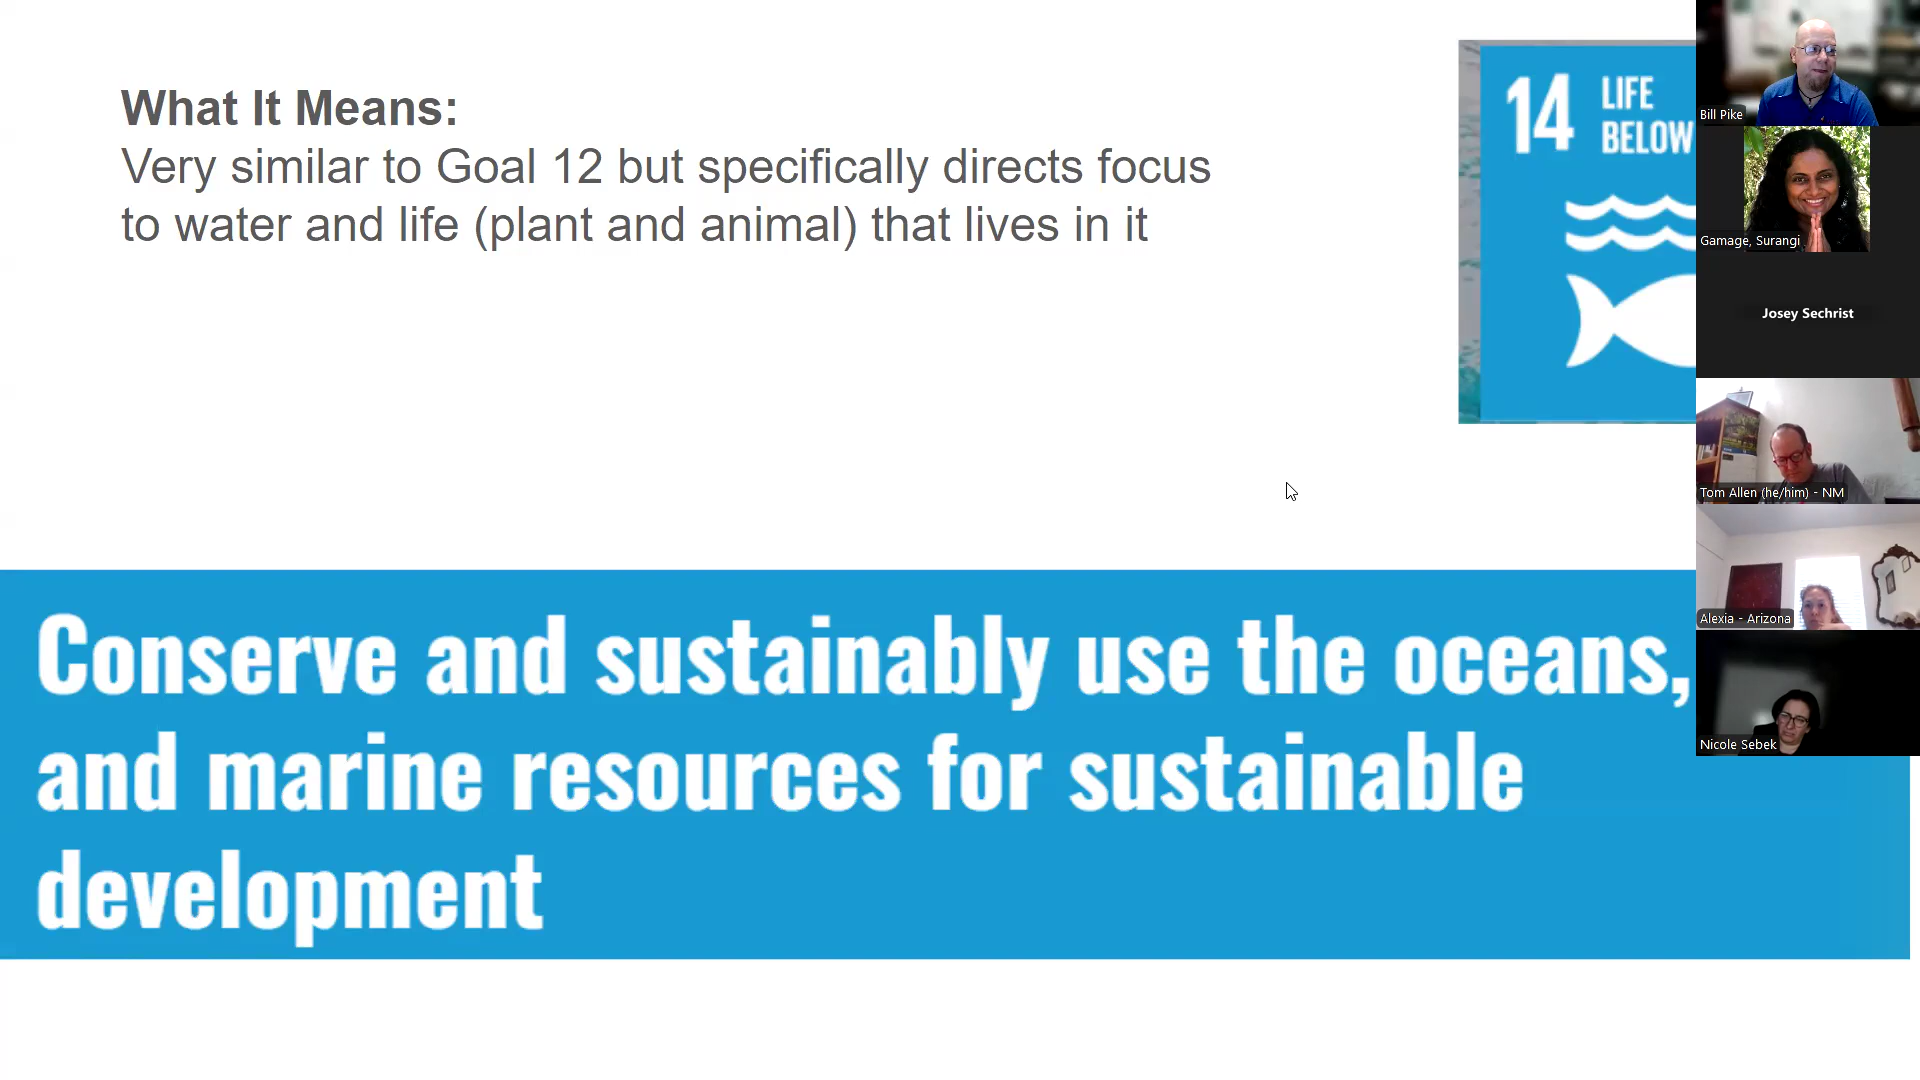 What It Means:
Very similar to Goal 12 but specifically directs focus
to water and life (plant and animal) that lives in it
14 LIFE
BELOW
Conserve and sustainably use the oceans,
and marine resources for sustainable
development
Bill Pike
Gamage, Surangi
Josey Sechrist
Tom Allen (he/him) - NM
Alexia - Arizona
Nicole Sebek